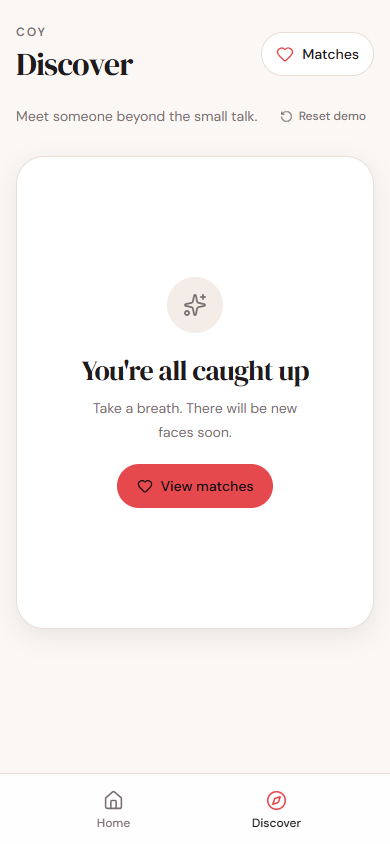 COY
Discover
Matches
Meet someone beyond the small talk.
Reset demo
You're all caught up
Take a breath. There will be new
faces soon.
View matches
Home
Discover